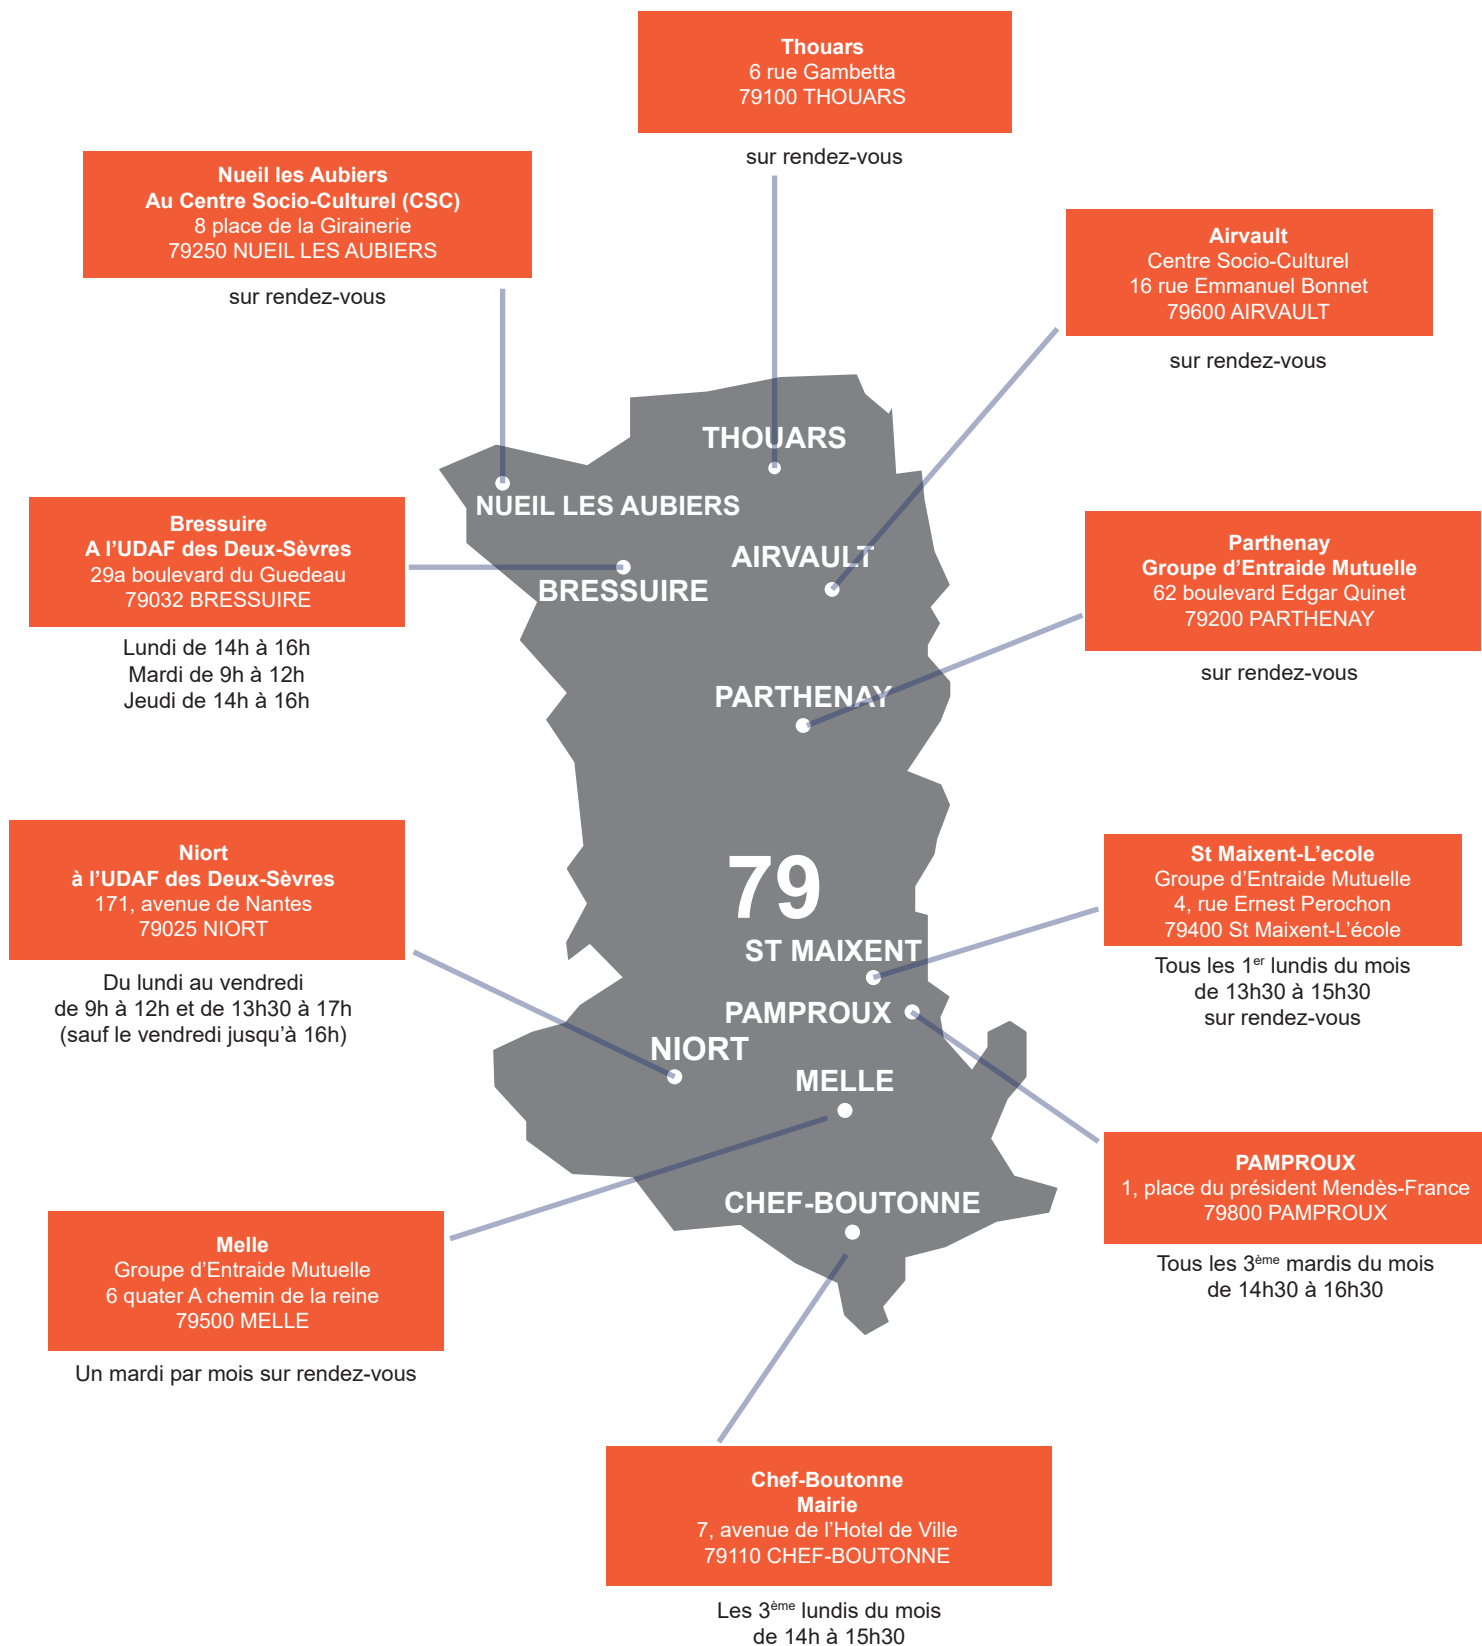 Thouars
6 rue Gambetta
79100 THOUARS
sur rendez-vous
Nueil les Aubiers
Au Centre Socio-Culturel (CSC)
8 place de la Girainerie
79250 NUEIL LES AUBIERS
sur rendez-vous
Airvault
Centre Socio-Culturel
16 rue Emmanuel Bonnet
79600 AIRVAULT
sur rendez-vous
THOUARS
NUEIL LES AUBIERS
AIRVAULT
BRESSUIRE
PARTHENAY
79
ST MAIXENT
PAMPROUX
NIORT
MELLE
CHEF-BOUTONNE
Bressuire
A l'UDAF des Deux-Sèvres
29a boulevard du Guedeau
79032 BRESSUIRE
Lundi de 14h à 16h
Mardi de 9h à 12h
Jeudi de 14h à 16h
Parthenay
Groupe d'Entraide Mutuelle
62 boulevard Edgar Quinet
79200 PARTHENAY
sur rendez-vous
Niort
à l'UDAF des Deux-Sèvres
171, avenue de Nantes
79025 NIORT
Du lundi au vendredi
de 9h à 12h et de 13h30 à 17h
(sauf le vendredi jusqu'à 16h)
St Maixent-L'ecole
Groupe d'Entraide Mutuelle
4, rue Ernest Perochon
79400 St Maixent-L'école
Tous les 1er lundis du mois
de 13h30 à 15h30
sur rendez-vous
PAMPROUX
1, place du président Mendès-France
79800 PAMPROUX
Tous les 3ème mardis du mois
de 14h30 à 16h30
Melle
Groupe d'Entraide Mutuelle
6 quater A chemin de la reine
79500 MELLE
Un mardi par mois sur rendez-vous
Chef-Boutonne
Mairie
7, avenue de l'Hotel de Ville
79110 CHEF-BOUTONNE
Les 3ème lundis du mois
de 14h à 15h30